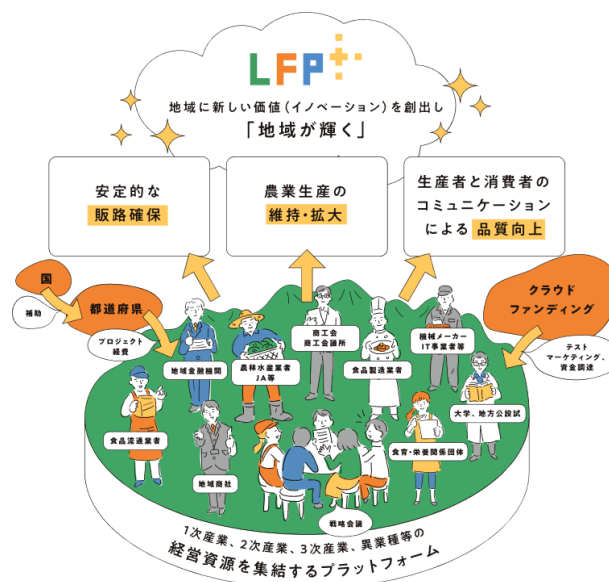 LFP
地域に新しい価値(イノベーション)を創出し
「地域が輝く」
安定的な
販路確保
農業生産の
維持・拡大
生産者と消費者の
コミュニケーション
による 品質向上
国
補助
都道府県
プロジェクト
経費
クラウド
ファンディング
テスト
マーケティング、
資金調達
地域金融機関
農林水産業者
JA等
商工会
商工会議所
食品製造業者
機械メーカー
IT事業者等
大学、地方公設試
食品流通業者
地域商社
食育・栄養関係団体
戦略会議
1次産業、2次産業、3次産業、異業種等の
経営資源を集結するプラットフォーム